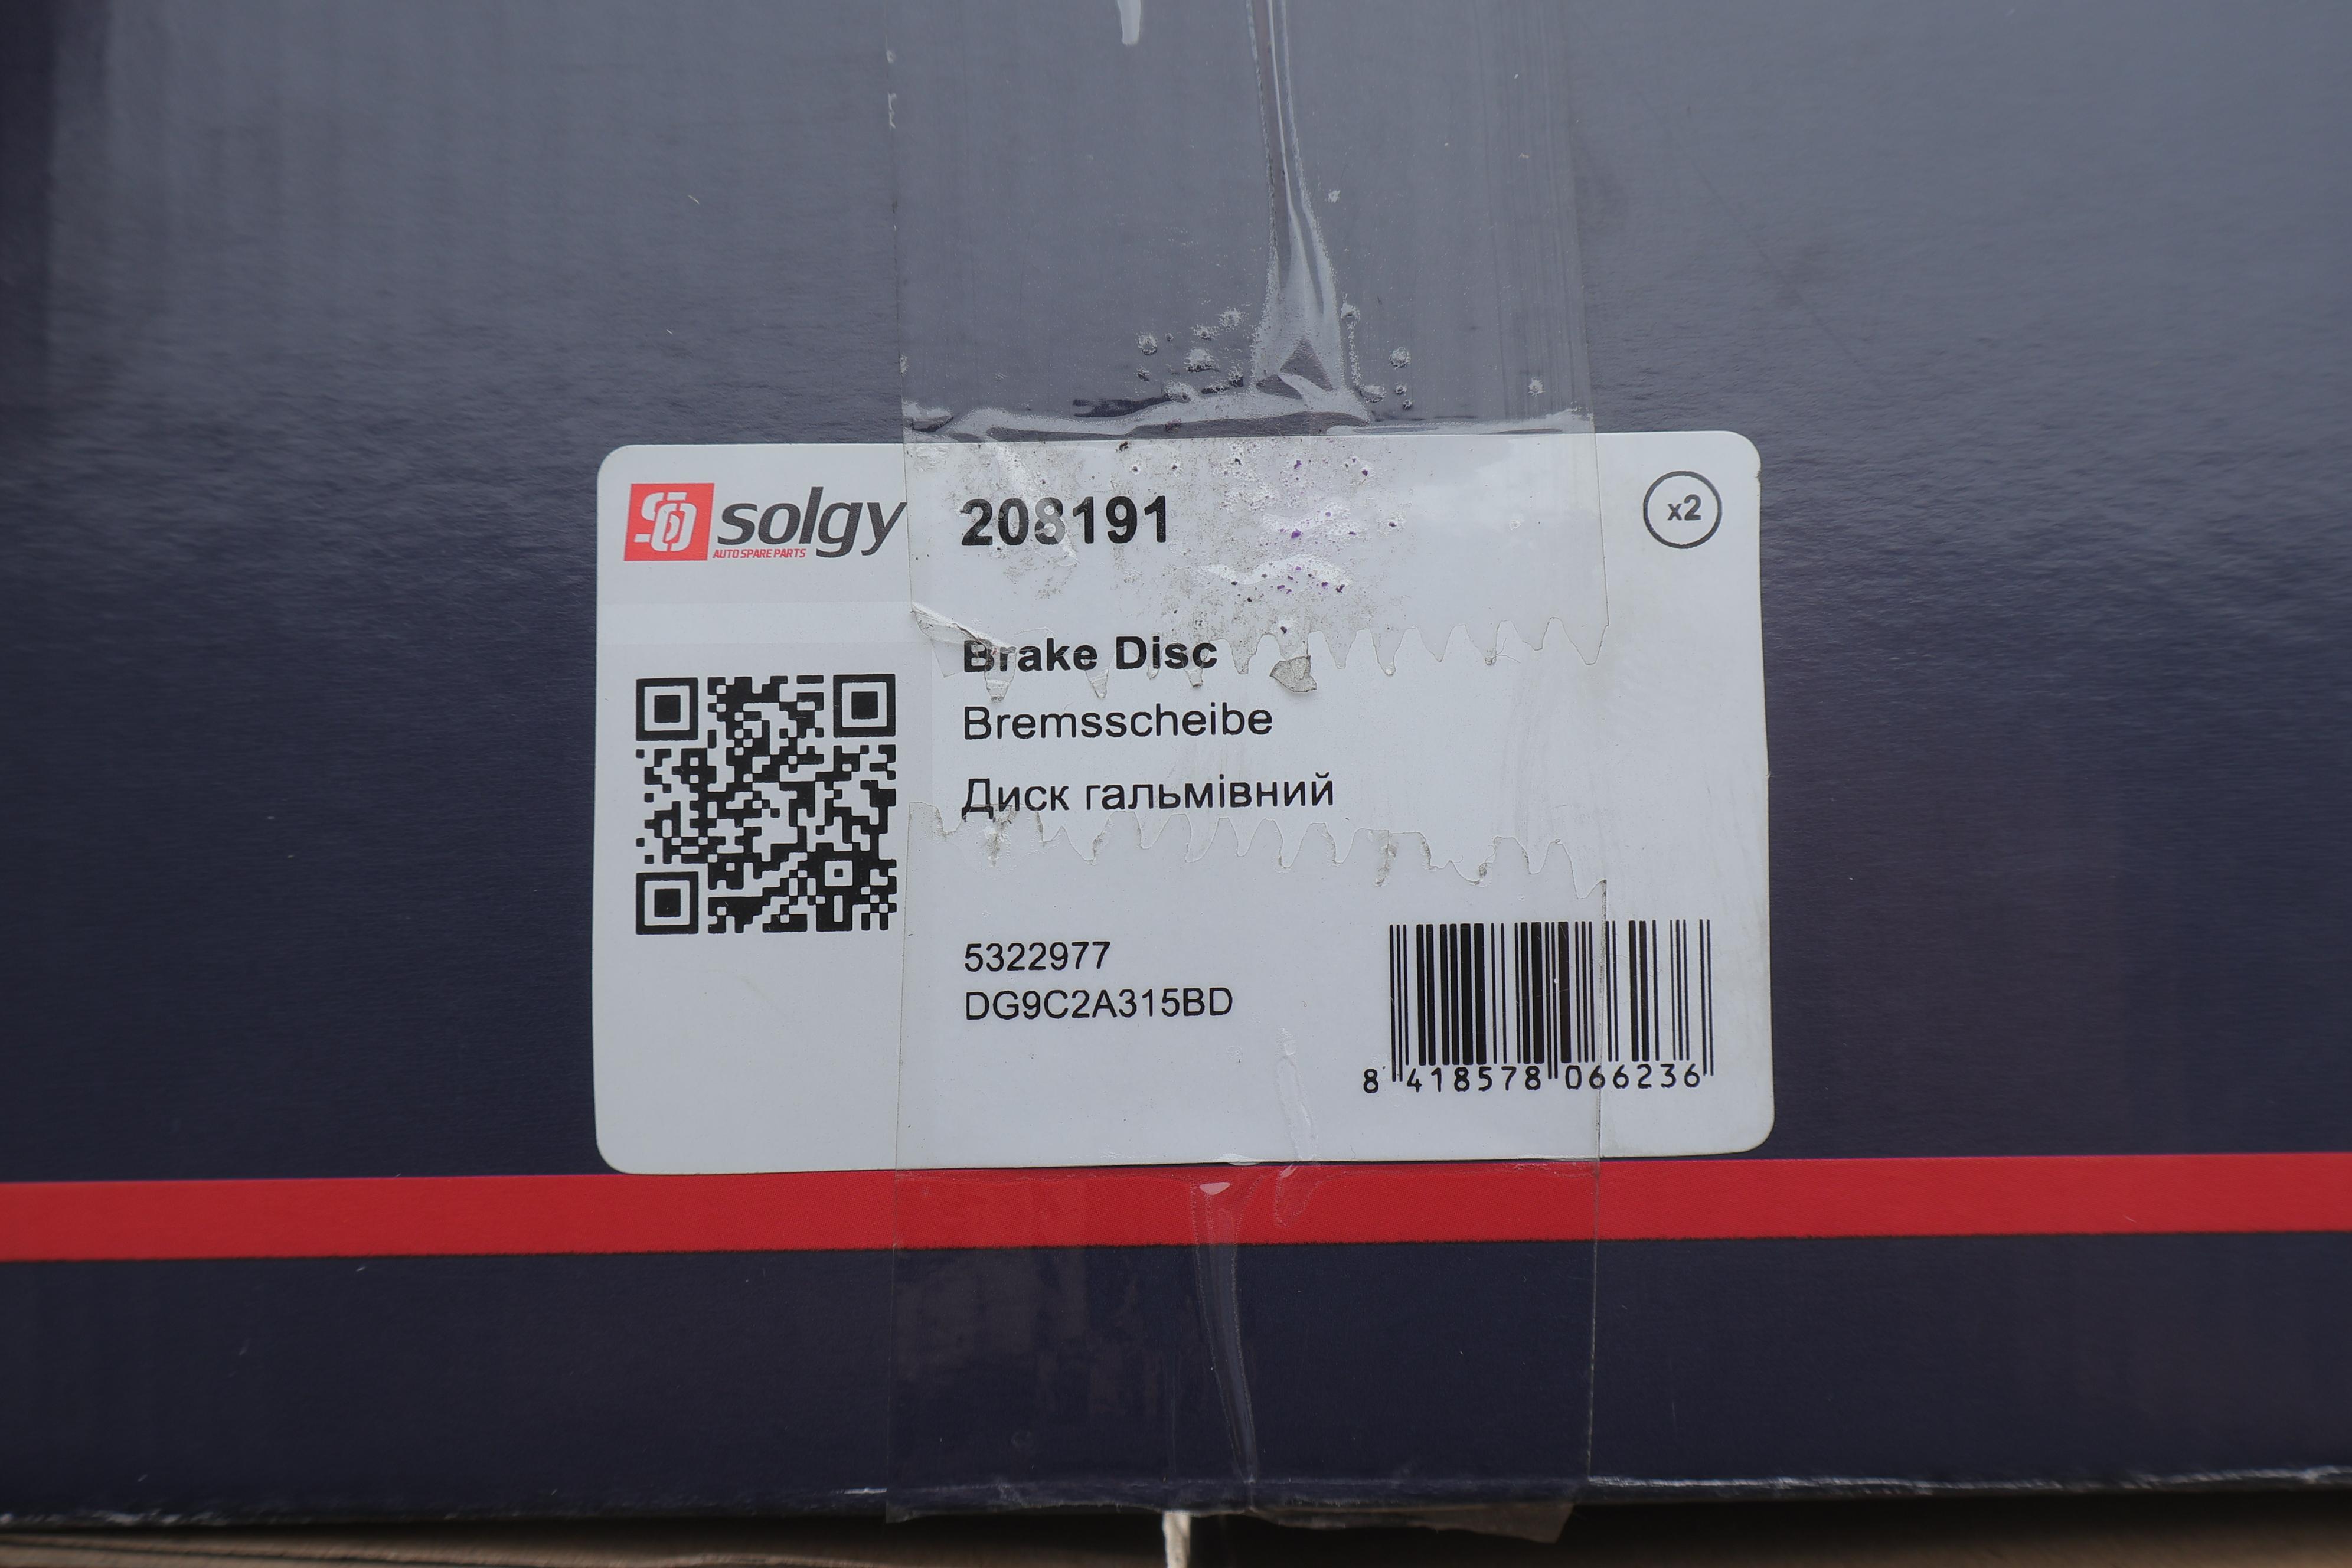 solgy
AUTO SPARE PARTS
208191
x2
Brake Disc
Bremsscheibe
Диск гальмівний
5322977
DG9C2A315BD
8 418578 066236